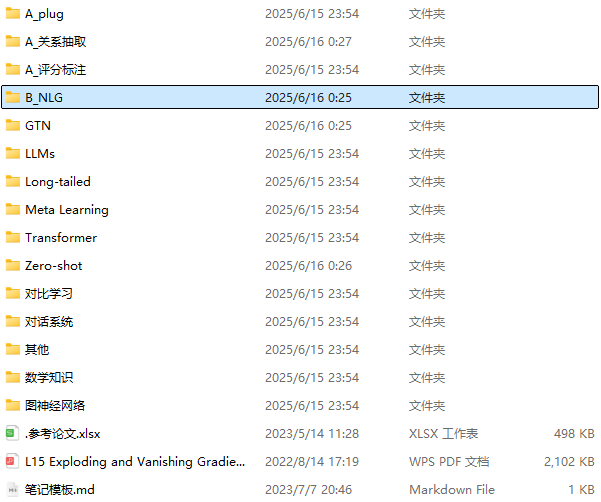 A_plug 2025/6/15 23:54 文件夹
A_关系抽取 2025/6/16 0:27 文件夹
A_评分标注 2025/6/15 23:54 文件夹
B_NLG 2025/6/16 0:25 文件夹
GTN 2025/6/16 0:25 文件夹
LLMs 2025/6/15 23:54 文件夹
Long-tailed 2025/6/15 23:54 文件夹
Meta Learning 2025/6/15 23:54 文件夹
Transformer 2025/6/15 23:54 文件夹
Zero-shot 2025/6/16 0:26 文件夹
对比学习 2025/6/15 23:54 文件夹
对话系统 2025/6/15 23:54 文件夹
其他 2025/6/15 23:54 文件夹
数学知识 2025/6/15 23:54 文件夹
图神经网络 2025/6/15 23:54 文件夹
.参考论文.xlsx 2023/5/14 11:28 XLSX 工作表 498 KB
L15 Exploding and Vanishing Gradie... 2022/8/14 17:19 WPS PDF 文档 2,102 KB
笔记模板.md 2023/7/7 20:46 Markdown File 1 KB